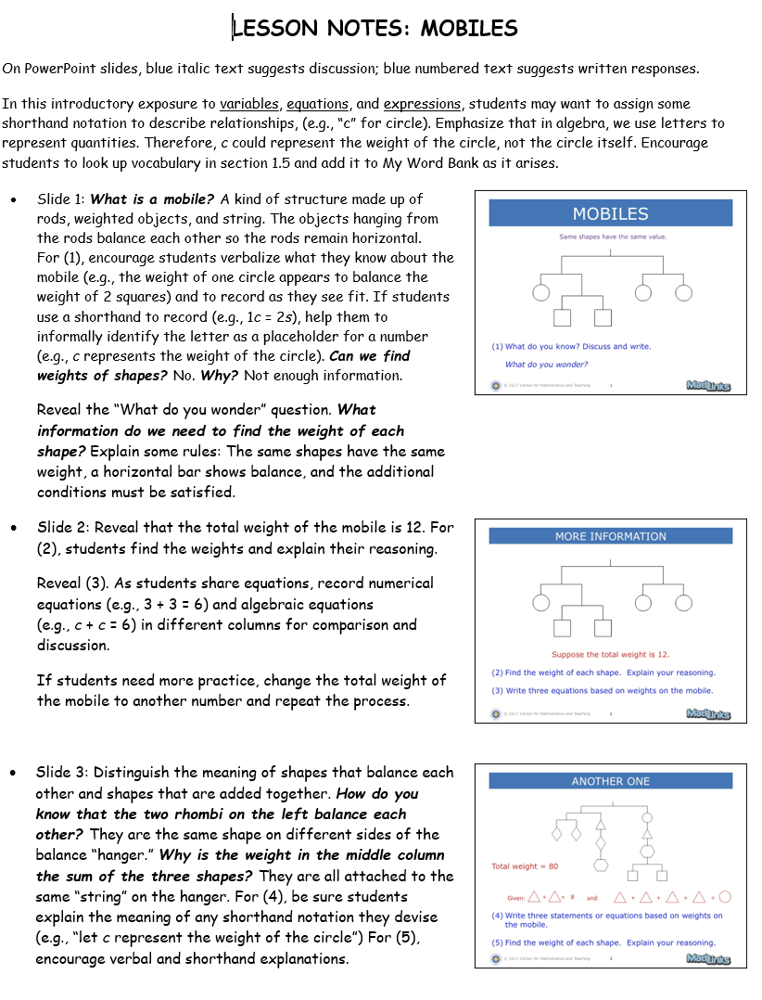 LESSON NOTES: MOBILES
On PowerPoint slides, blue italic text suggests discussion; blue numbered text suggests written responses.
In this introductory exposure to variables, equations, and expressions, students may want to assign some
shorthand notation to describe relationships, (e.g., “c” for circle). Emphasize that in algebra, we use letters to
represent quantities. Therefore, c could represent the weight of the circle, not the circle itself. Encourage
students to look up vocabulary in section 1.5 and add it to My Word Bank as it arises.
• Slide 1: What is a mobile? A kind of structure made up of
rods, weighted objects, and string. The objects hanging from
the rods balance each other so the rods remain horizontal.
For (1), encourage students verbalize what they know about the
mobile (e.g., the weight of one circle appears to balance the
weight of 2 squares) and to record as they see fit. If students
use a shorthand to record (e.g., 1c = 2s), help them to
informally identify the letter as a placeholder for a number
(e.g., c represents the weight of the circle). Can we find
weights of shapes? No. Why? Not enough information.
Reveal the “What do you wonder” question. What
information do we need to find the weight of each
shape? Explain some rules: The same shapes have the same
weight, a horizontal bar shows balance, and the additional
conditions must be satisfied.
MOBILES
Same shapes have the same value.
(1) What do you know? Discuss and write.
What do you wonder?
© 2017 Center for Mathematics and Teaching
1
MathLinks
• Slide 2: Reveal that the total weight of the mobile is 12. For
(2), students find the weights and explain their reasoning.
Reveal (3). As students share equations, record numerical
equations (e.g., 3 + 3 = 6) and algebraic equations
(e.g., c + c = 6) in different columns for comparison and
discussion.
If students need more practice, change the total weight of
the mobile to another number and repeat the process.
MORE INFORMATION
Suppose the total weight is 12.
(2) Find the weight of each shape. Explain your reasoning.
(3) Write three equations based on weights on the mobile.
© 2017 Center for Mathematics and Teaching
2
MathLinks
• Slide 3: Distinguish the meaning of shapes that balance each
other and shapes that are added together. How do you
know that the two rhombi on the left balance each
other? They are the same shape on different sides of the
balance “hanger.” Why is the weight in the middle column
the sum of the three shapes? They are all attached to the
same “string” on the hanger. For (4), be sure students
explain the meaning of any shorthand notation they devise
(e.g., “let c represent the weight of the circle”) For (5),
encourage verbal and shorthand explanations.
ANOTHER ONE
Total weight = 80
Given: + = 8 and + + + =
(4) Write three statements or equations based on weights on
the mobile.
(5) Find the weight of each shape. Explain your reasoning.
© 2017 Center for Mathematics and Teaching
3
MathLinks